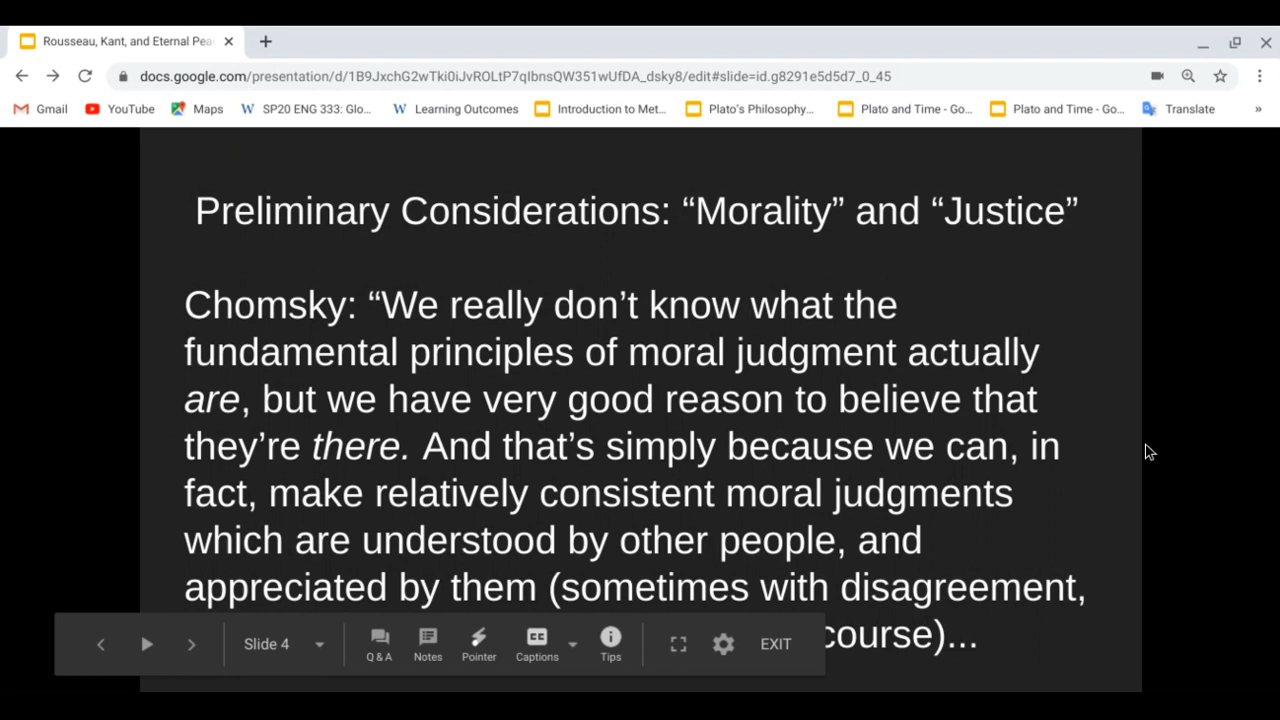 Rousseau, Kant, and Eternal Pea
docs.google.com/presentation/d/1B9JxchG2wTki0iJvROLtP7qIbnsQW351wUfDA_dsky8/edit#slide=id.g8291e5d5d7_0_45
Gmail YouTube Maps SP20 ENG 333: Glo... Learning Outcomes Introduction to Met... Plato's Philosophy... Plato and Time - Go... Plato and Time - Go... Translate »
Preliminary Considerations: “Morality” and “Justice”
Chomsky: “We really don’t know what the
fundamental principles of moral judgment actually
are, but we have very good reason to believe that
they’re there. And that’s simply because we can, in
fact, make relatively consistent moral judgments
which are understood by other people, and
appreciated by them (sometimes with disagreement,
course)...
Slide 4 Q & A Notes Pointer Captions Tips EXIT